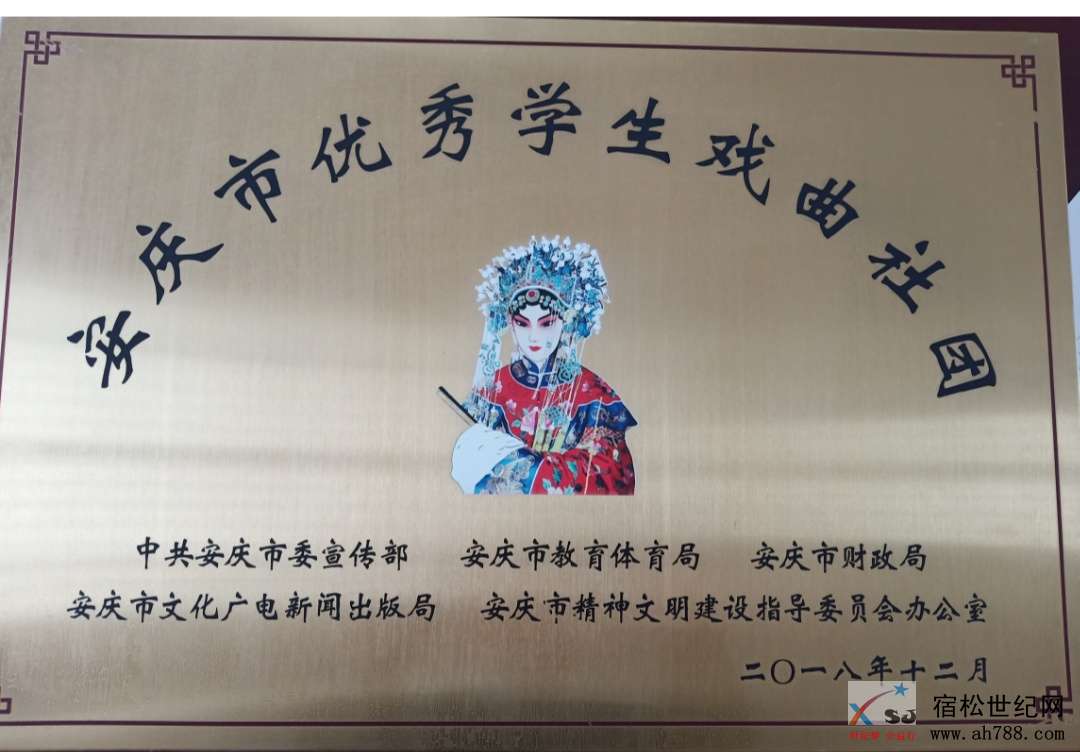 安庆市优秀学生戏曲社团
中共安庆市委宣传部 安庆市教育体育局 安庆市财政局
安庆市文化广电新闻出版局 安庆市精神文明建设指导委员会办公室
二〇一八年十二月
XSJ 宿松世纪网
www.ah788.com